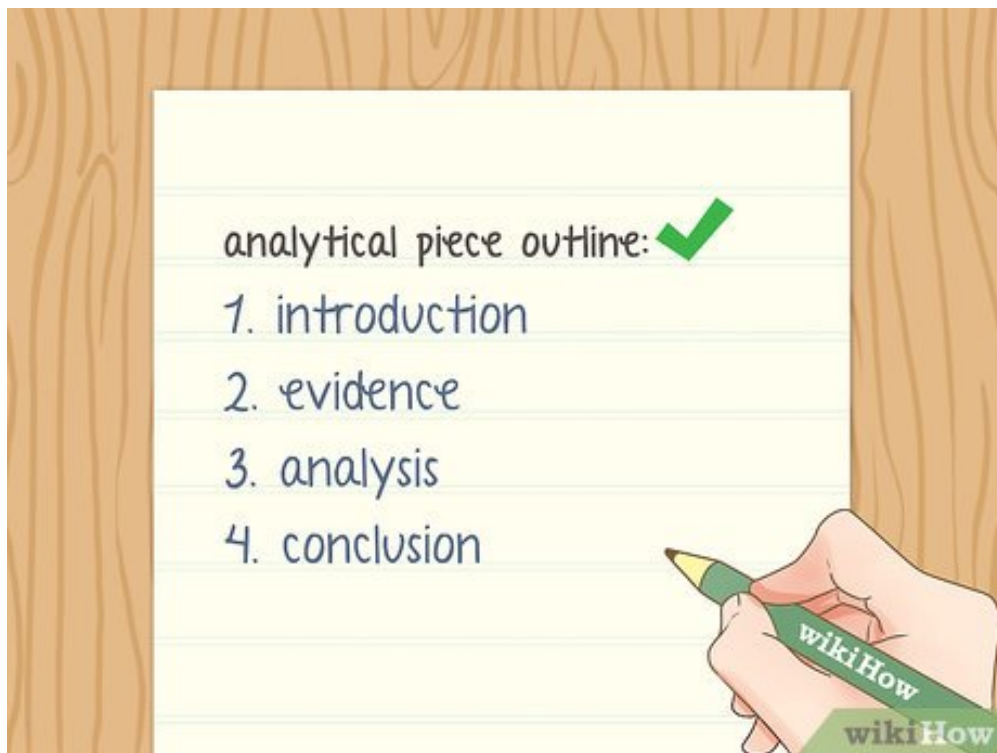 analytical piece outline:
1. introduction
2. evidence
3. analysis
4. conclusion
wikiHow
wikiHow